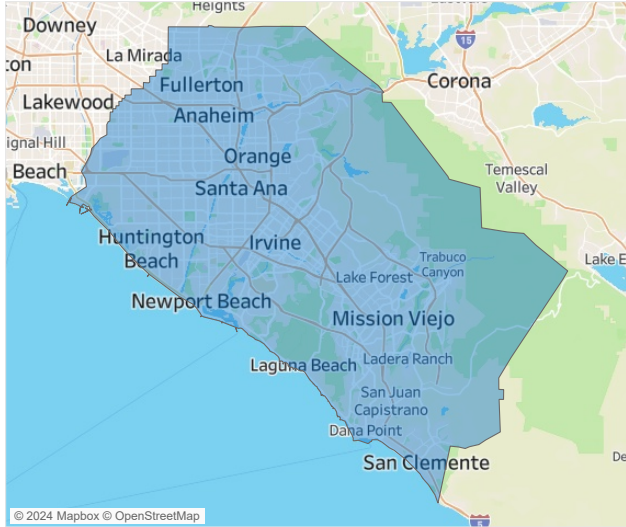 Heights
Downey
La Mirada
ton
Fullerton
Corona
Lakewood
Anaheim
ignal Hill
Orange
Beach
Temescal
Valley
Santa Ana
Huntington
Beach
Irvine
Trabuco
Canyon
Lake E
Lake Forest
Newport Beach
Mission Viejo
Laguna Beach
Ladera Ranch
San Juan
Capistrano
Dana Point
De
San Clemente
15
5
© 2024 Mapbox © OpenStreetMap